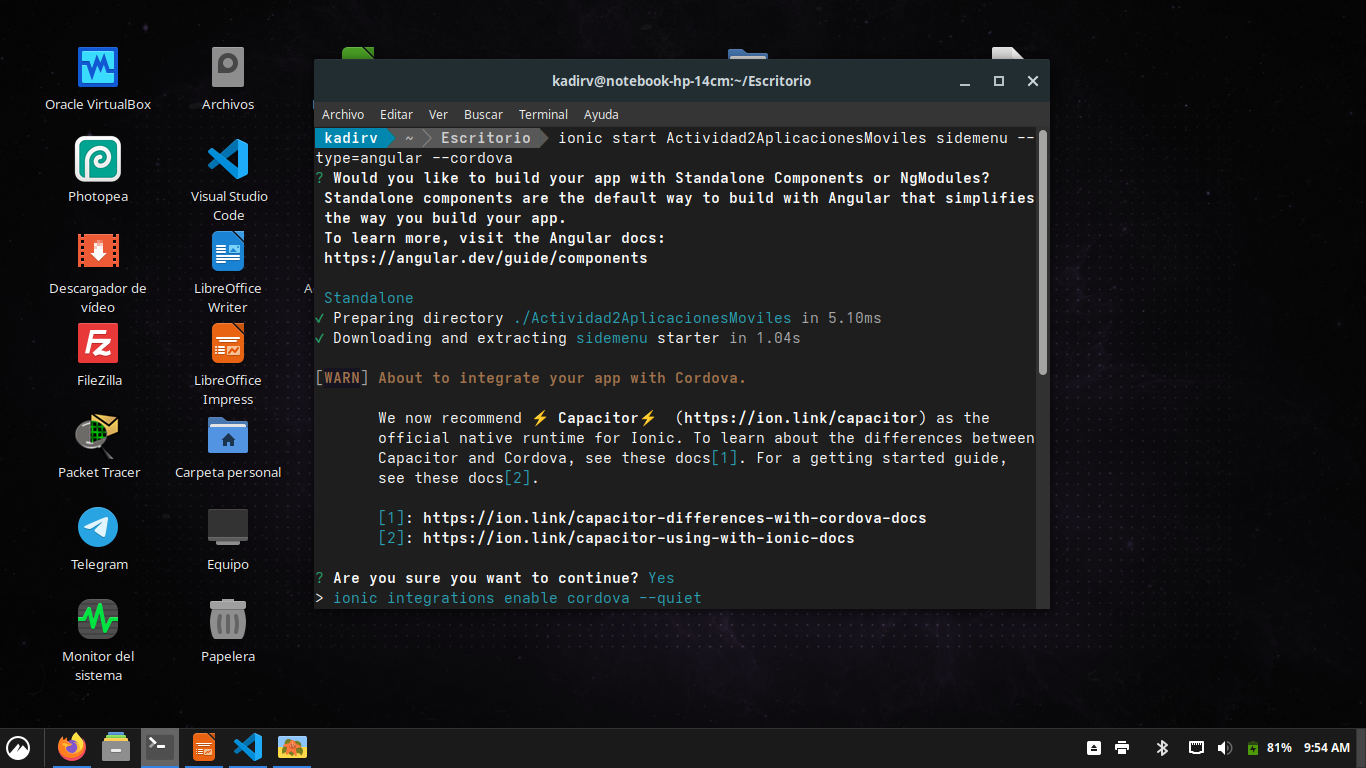 kadirv@notebook-hp-14cm:~/Escritorio
Archivo Editar Ver Buscar Terminal Ayuda
kadirv ~ Escritorio ionic start Actividad2AplicacionesMoviles sidemenu --
type=angular --cordova
? Would you like to build your app with Standalone Components or NgModules?
Standalone components are the default way to build with Angular that simplifies
the way you build your app.
To learn more, visit the Angular docs:
https://angular.dev/guide/components
Standalone
✓ Preparing directory ./Actividad2AplicacionesMoviles in 5.10ms
✓ Downloading and extracting sidemenu starter in 1.04s
[WARN] About to integrate your app with Cordova.
We now recommend ⚡ Capacitor⚡ (https://ion.link/capacitor) as the
official native runtime for Ionic. To learn about the differences between
Capacitor and Cordova, see these docs[1]. For a getting started guide,
see these docs[2].
[1]: https://ion.link/capacitor-differences-with-cordova-docs
[2]: https://ion.link/capacitor-using-with-ionic-docs
? Are you sure you want to continue? Yes
> ionic integrations enable cordova --quiet
Oracle VirtualBox
Archivos
Photopea
Visual Studio
Code
Descargador de
vídeo
LibreOffice
Writer
Fz
FileZilla
LibreOffice
Impress
Packet Tracer
Carpeta personal
Telegram
Equipo
Monitor del
sistema
Papelera
81% 9:54 AM